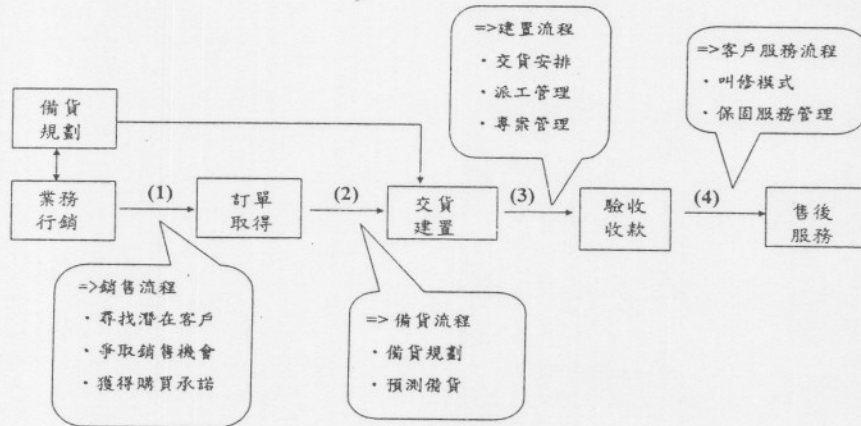 =>建置流程
・交貨安排
・派工管理
・專案管理
=>客戶服務流程
・叫修模式
・保固服務管理
備貨
規劃
業務
行銷
(1)
訂單
取得
(2)
交貨
建置
(3)
驗收
收款
(4)
售後
服務
=>銷售流程
・尋找潛在客戶
・爭取銷售機會
・獲得購買承諾
=>備貨流程
・備貨規劃
・預測備貨